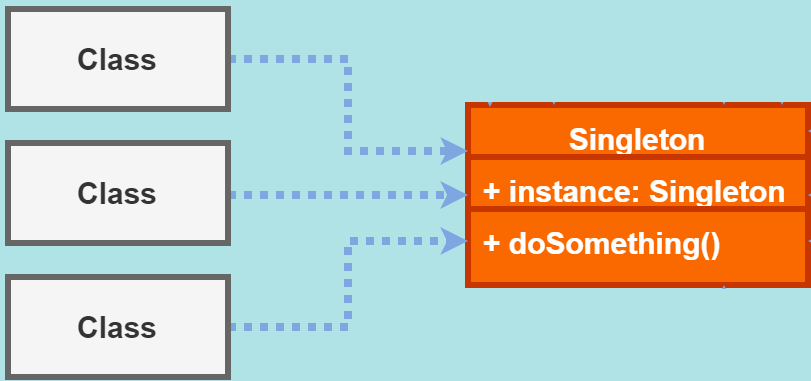 Class
Class
Class
Singleton
+ instance: Singleton
+ doSomething()